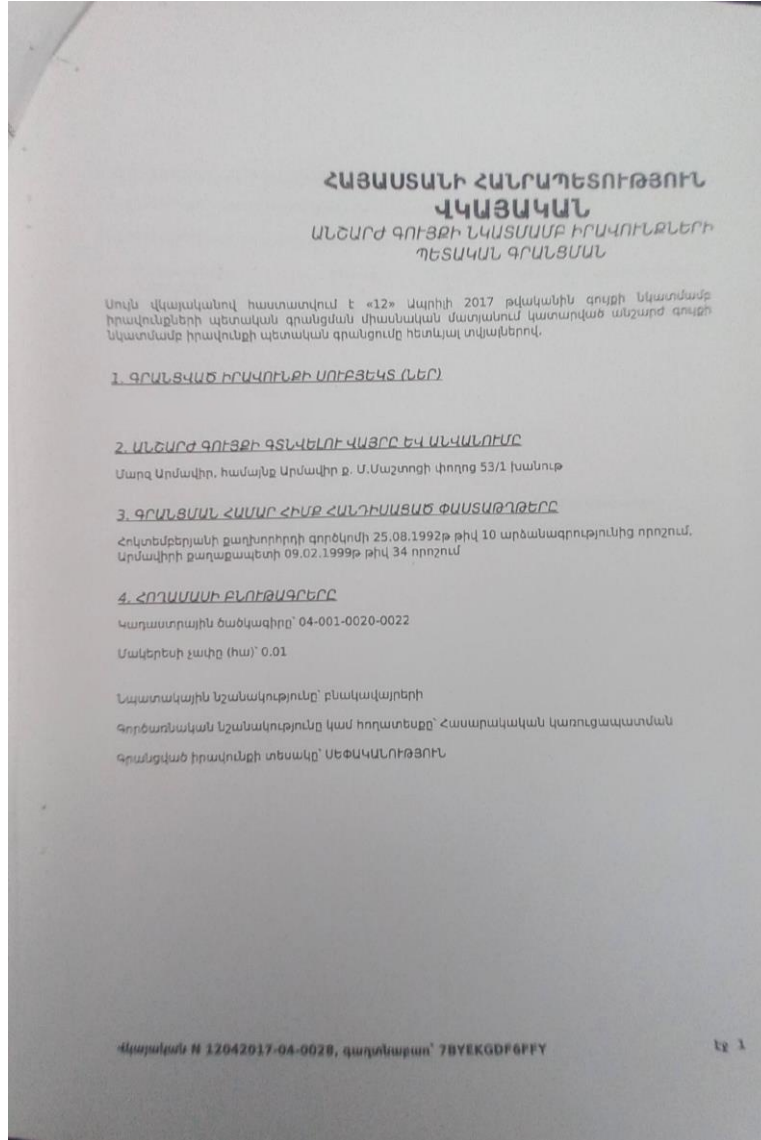 ՀԱՅԱՍՏԱՆԻ ՀԱՆՐԱՊԵՏՈՒԹՅՈՒՆ
ՎԿԱՅԱԿԱՆ
ԱՆՇԱՐԺ ԳՈՒՅՔԻ ՆԿԱՏՄԱՄԲ ԻՐԱՎՈՒՆՔՆԵՐԻ
ՊԵՏԱԿԱՆ ԳՐԱՆՑՄԱՆ
Սույն վկայականով հաստատվում է «12» Ապրիլի 2017 թվականին գույքի նկատմամբ
իրավունքների պետական գրանցման միասնական մատյանում կատարված անշարժ գույքի
նկատմամբ իրավունքի պետական գրանցումը հետևյալ տվյալներով.
1. ԳՐԱՆՑՎԱԾ ԻՐԱՎՈՒՆՔԻ ՍՈՒԲՅԵԿՏ (ՆԵՐ)
2. ԱՆՇԱՐԺ ԳՈՒՅՔԻ ԳՏՆՎԵԼՈՒ ՎԱՅՐԸ ԵՎ ԱՆՎԱՆՈՒՄԸ
Մարզ Արմավիր, համայնք Արմավիր ք. Մ.Մաշտոցի փողոց 53/1 խանութ
3. ԳՐԱՆՑՄԱՆ ՀԱՄԱՐ ՀԻՄՔ ՀԱՆԴԻՍԱՑԱԾ ՓԱՍՏԱԹՂԹԵՐԸ
Հոկտեմբերյանի քաղխորհրդի գործկոմի 25.08.1992թ թիվ 10 արձանագրությունից որոշում,
Արմավիրի քաղաքապետի 09.02.1999թ թիվ 34 որոշում
4. ՀՈՂԱՄԱՍԻ ԲՆՈՒԹԱԳՐԵՐԸ
Կադաստրային ծածկագիրը՝ 04-001-0020-0022
Մակերեսի չափը (հա)՝ 0.01
Նպատակային նշանակությունը՝ բնակավայրերի
Գործառնական նշանակությունը կամ հողատեսքը՝ Հասարակական կառուցապատման
Գրանցված իրավունքի տեսակը՝ ՍԵՓԱԿԱՆՈՒԹՅՈՒՆ
Վկայական N 12042017-04-0028, գաղտնաբառ՝ 7BYEKGDF6FFY
էջ 1